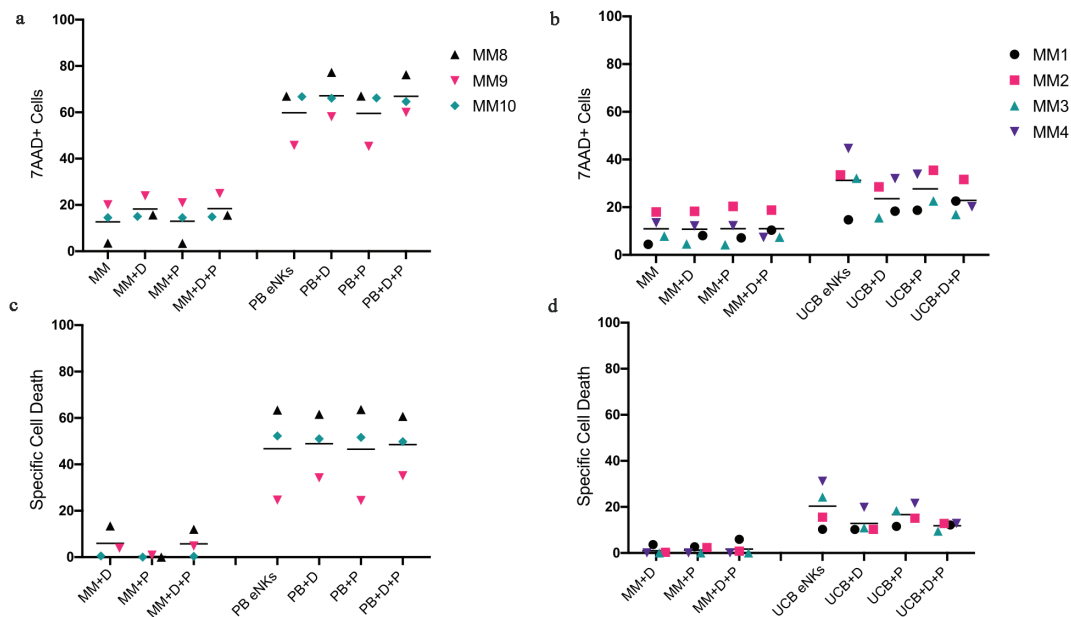 a
100
80
60
40
20
0
7AAD+ Cells
MM
MM+D
MM+P
MM+D+P
PB eNKs
PB+D
PB+P
PB+D+P
MM8
MM9
MM10
b
100
80
60
40
20
0
7AAD+ Cells
MM
MM+D
MM+P
MM+D+P
UCB eNKs
UCB+D
UCB+P
UCB+D+P
MM1
MM2
MM3
MM4
c
100
80
60
40
20
0
Specific Cell Death
MM+D
MM+P
MM+D+P
PB eNKs
PB+D
PB+P
PB+D+P
d
100
80
60
40
20
0
Specific Cell Death
MM+D
MM+P
MM+D+P
UCB eNKs
UCB+D
UCB+P
UCB+D+P